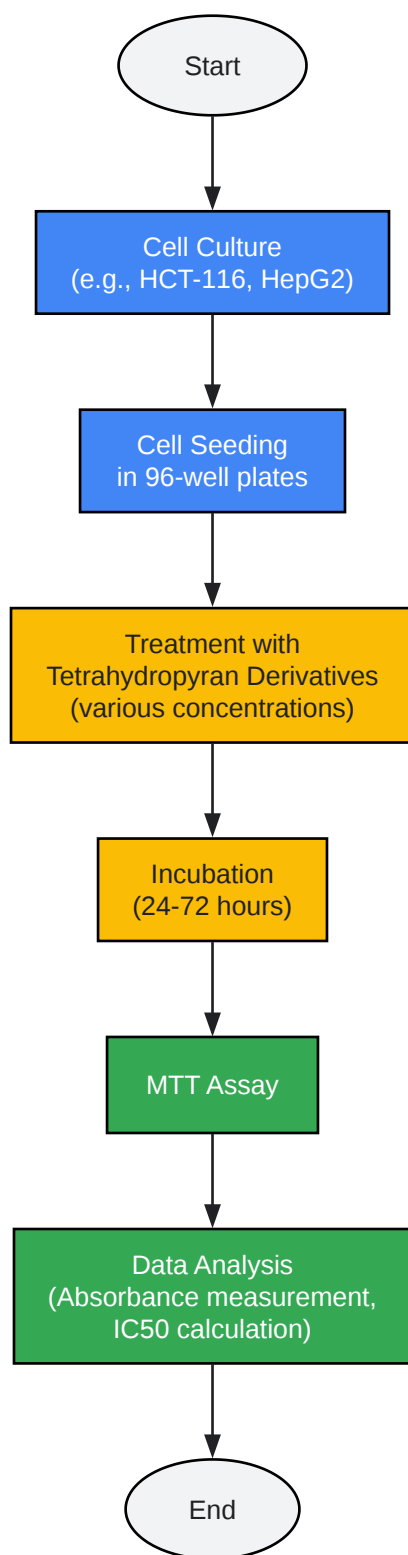 Start
Cell Culture
(e.g., HCT-116, HepG2)
Cell Seeding
in 96-well plates
Treatment with
Tetrahydropyran Derivatives
(various concentrations)
Incubation
(24-72 hours)
MTT Assay
Data Analysis
(Absorbance measurement,
IC50 calculation)
End